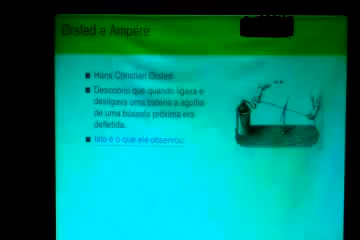 Ørsted e Ampere
Hans Christian Ørsted
Descobriu que quando ligava e
desligava uma bateria a agulha
de uma bússola próxima era
defletida.
Isto é o que ele observou.